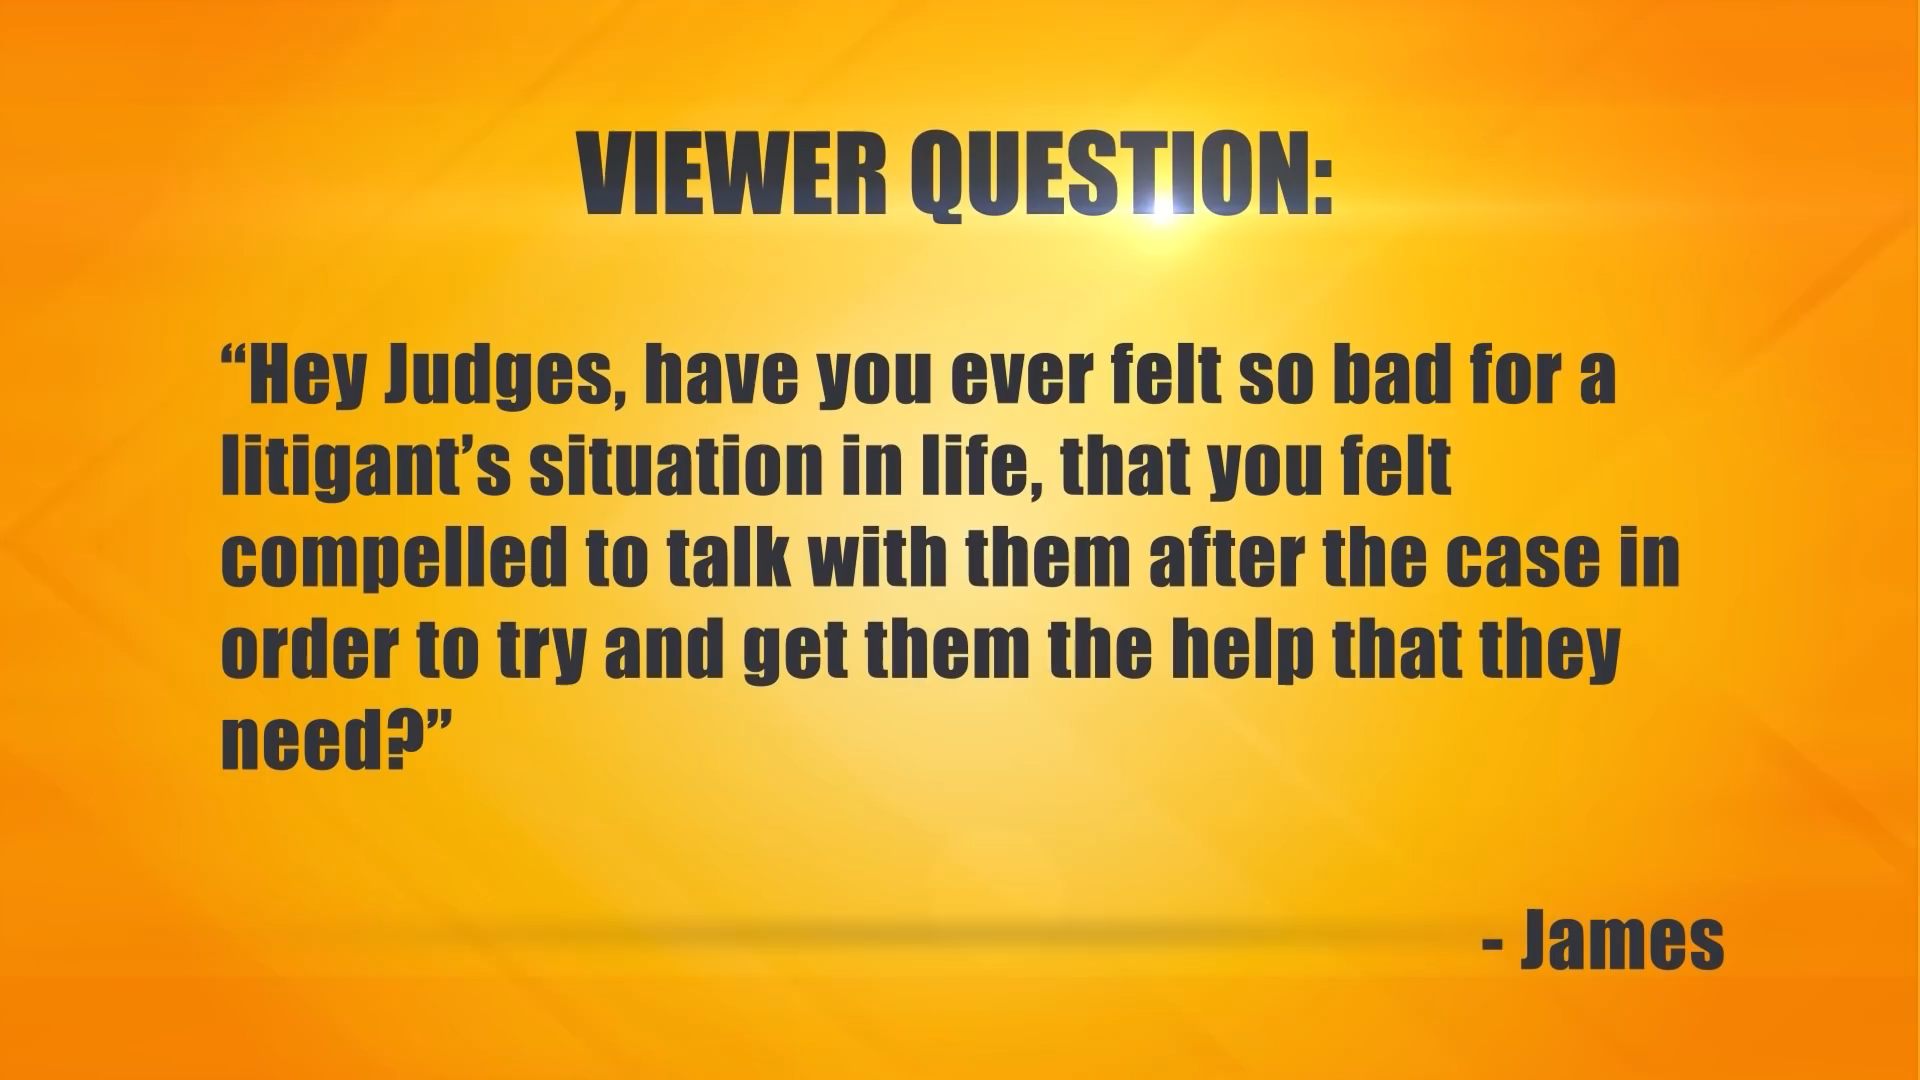 VIEWER QUESTION:
“Hey Judges, have you ever felt so bad for a
litigant’s situation in life, that you felt
compelled to talk with them after the case in
order to try and get them the help that they
need?”
- James